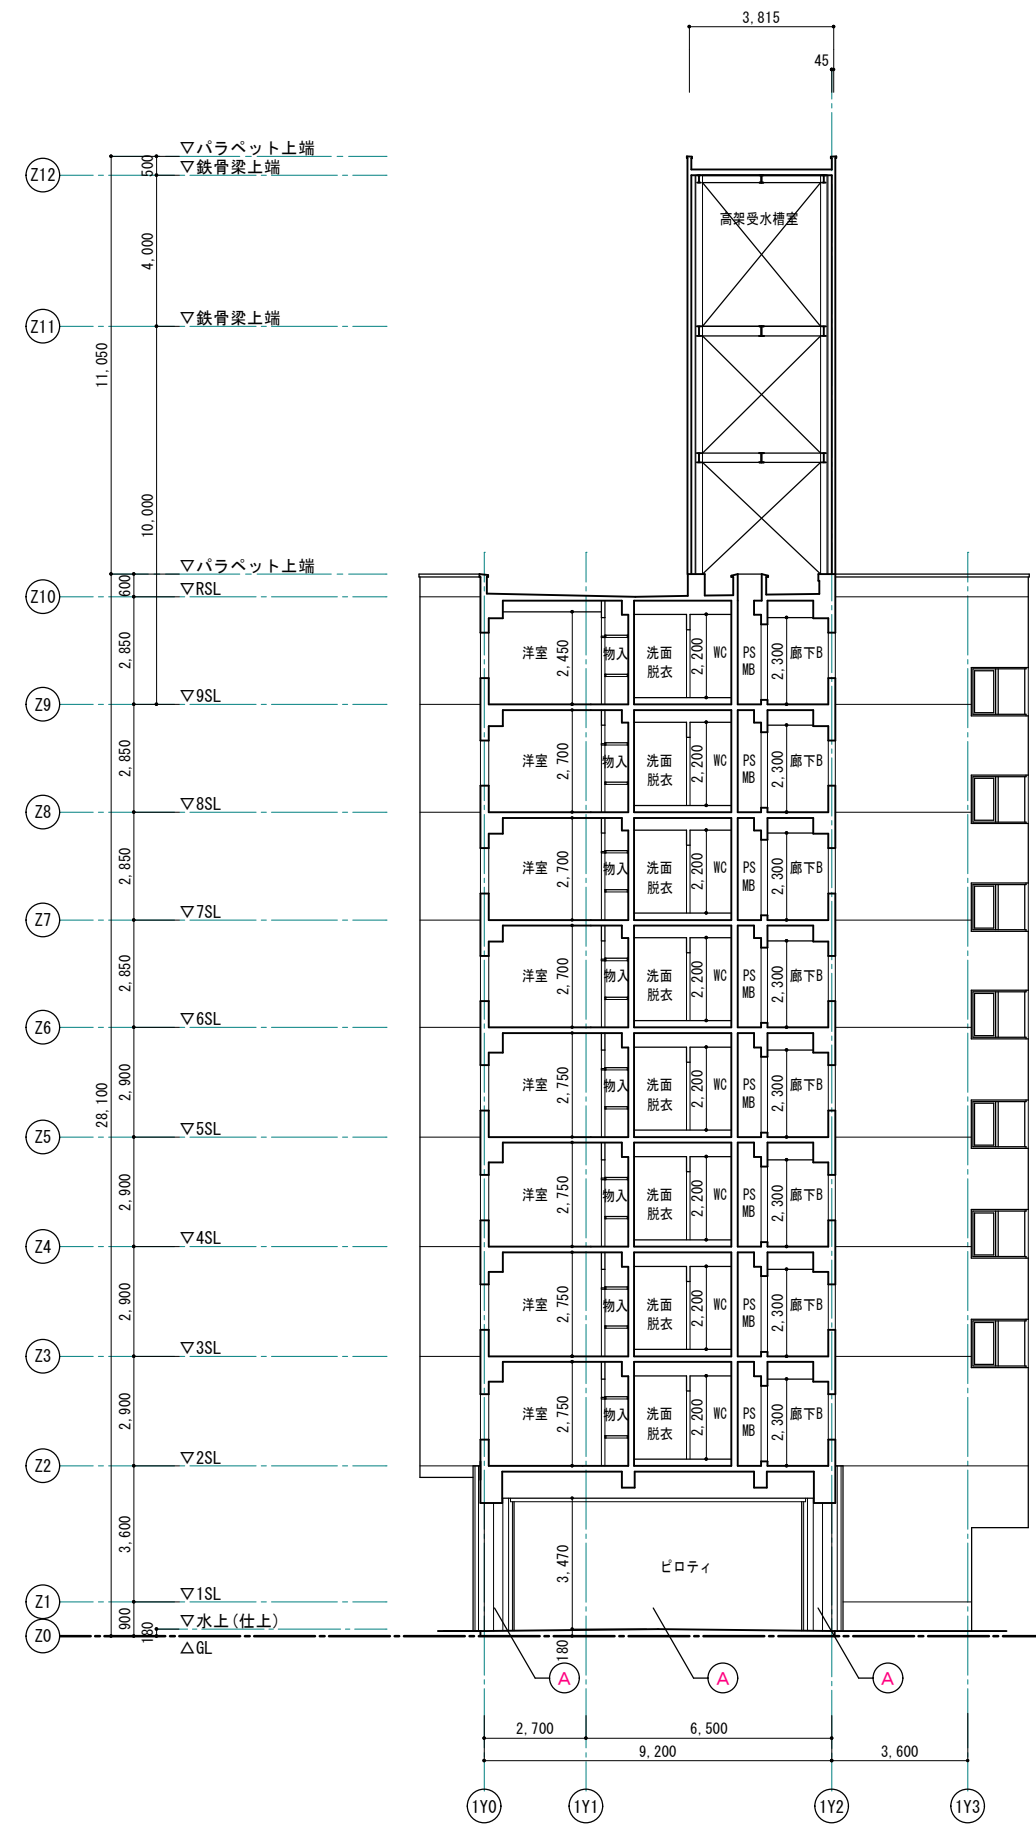 3,815
45
▽パラペット上端
500
Z12
▽鉄骨梁上端
高架受水槽室
4,000
Z11
▽鉄骨梁上端
11,050
10,000
▽パラペット上端
600
Z10
▽RSL
2,850
洋室 2,450 物入 洗面脱衣 2,200 WC PS MB 2,300 廊下B
Z9
▽9SL
2,850
洋室 2,700 物入 洗面脱衣 2,200 WC PS MB 2,300 廊下B
Z8
▽8SL
2,850
洋室 2,700 物入 洗面脱衣 2,200 WC PS MB 2,300 廊下B
Z7
▽7SL
2,850
洋室 2,700 物入 洗面脱衣 2,200 WC PS MB 2,300 廊下B
Z6
▽6SL
2,900
洋室 2,750 物入 洗面脱衣 2,200 WC PS MB 2,300 廊下B
28,100
Z5
▽5SL
2,900
洋室 2,750 物入 洗面脱衣 2,200 WC PS MB 2,300 廊下B
Z4
▽4SL
2,900
洋室 2,750 物入 洗面脱衣 2,200 WC PS MB 2,300 廊下B
Z3
▽3SL
2,900
洋室 2,750 物入 洗面脱衣 2,200 WC PS MB 2,300 廊下B
Z2
▽2SL
3,600
3,470
ピロティ
Z1
▽1SL
900
▽水上(仕上)
Z0
180
△GL
180
A A A
2,700 6,500
9,200 3,600
1Y0 1Y1 1Y2 1Y3